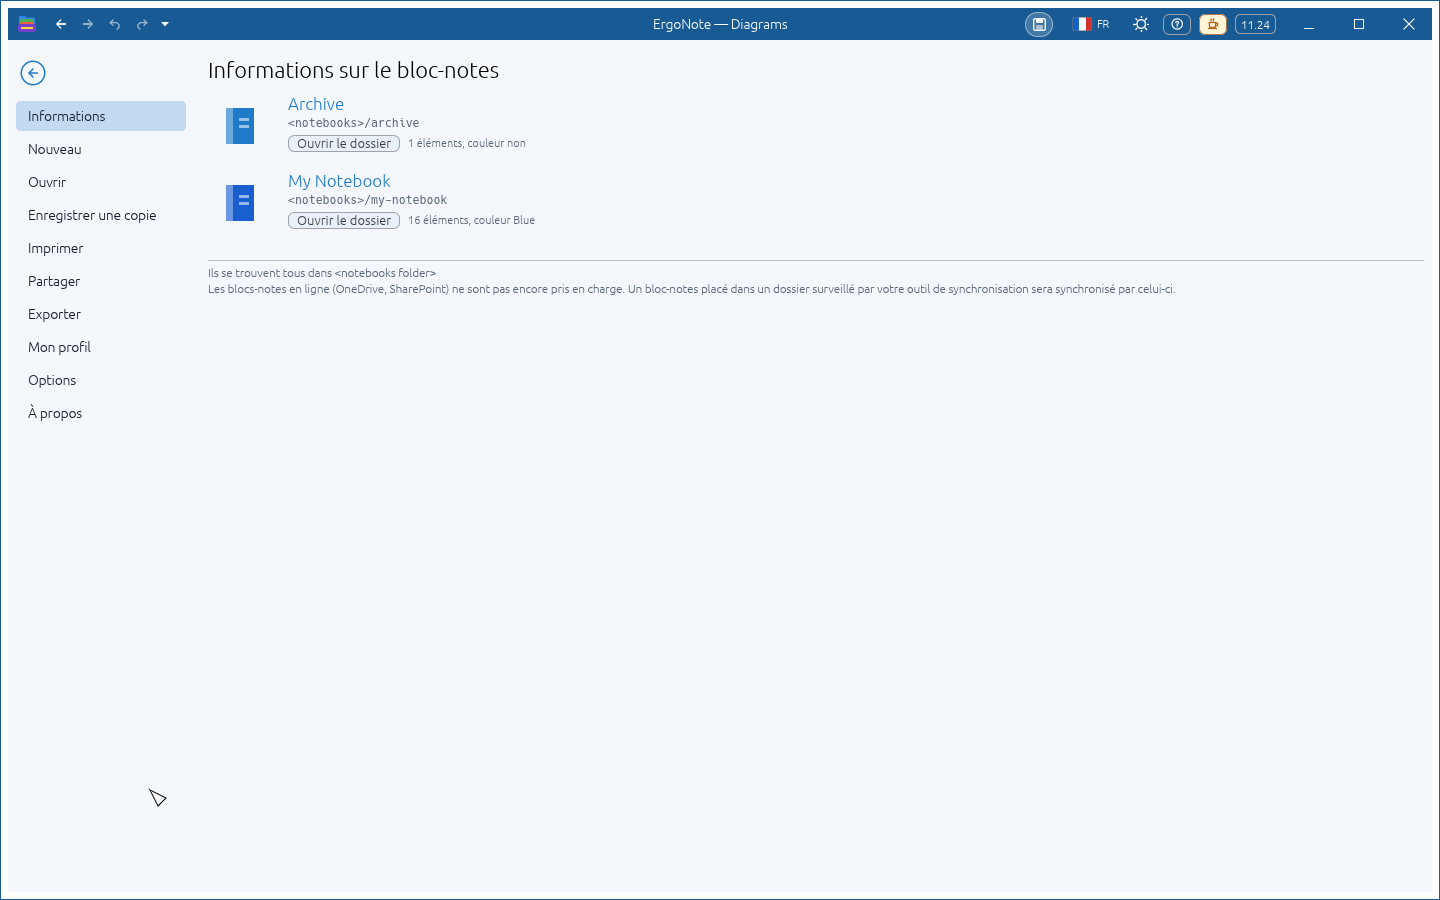 ErgoNote — Diagrams
FR
11.24
Informations sur le bloc-notes
Informations
Nouveau
Ouvrir
Enregistrer une copie
Imprimer
Partager
Exporter
Mon profil
Options
À propos
Archive
<notebooks>/archive
Ouvrir le dossier 1 éléments, couleur non
My Notebook
<notebooks>/my-notebook
Ouvrir le dossier 16 éléments, couleur Blue
Ils se trouvent tous dans <notebooks folder>
Les blocs-notes en ligne (OneDrive, SharePoint) ne sont pas encore pris en charge. Un bloc-notes placé dans un dossier surveillé par votre outil de synchronisation sera synchronisé par celui-ci.